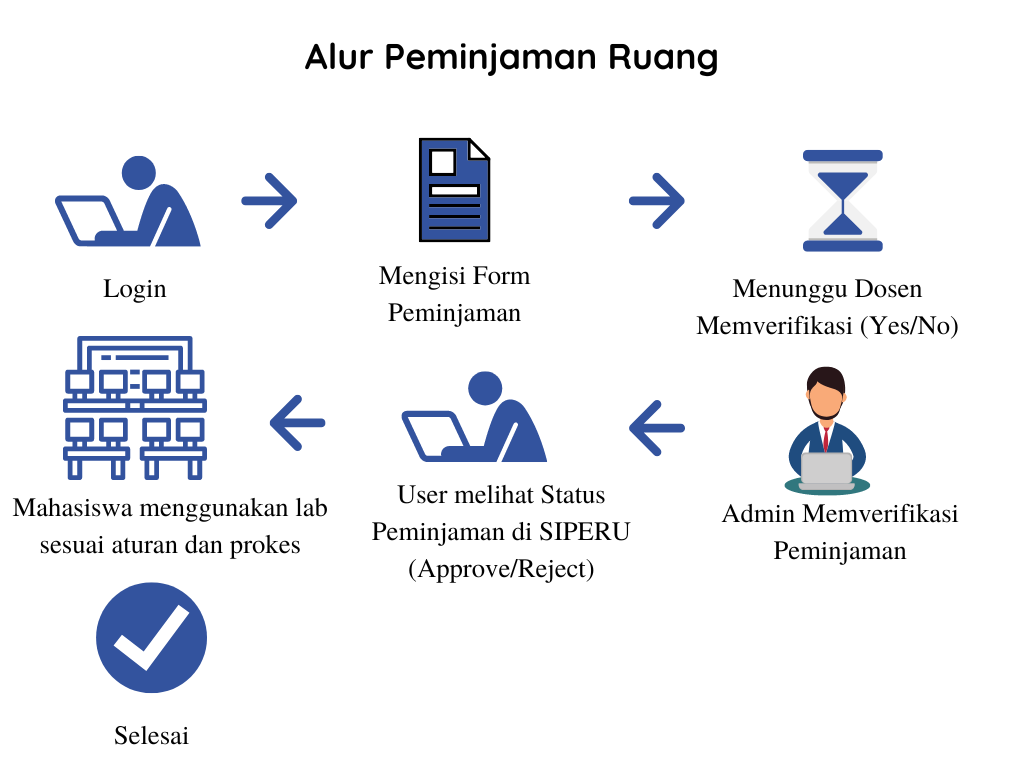 Alur Peminjaman Ruang
Login
Mengisi Form
Peminjaman
Menunggu Dosen
Memverifikasi (Yes/No)
Admin Memverifikasi
Peminjaman
User melihat Status
Peminjaman di SIPERU
(Approve/Reject)
Mahasiswa menggunakan lab
sesuai aturan dan prokes
Selesai